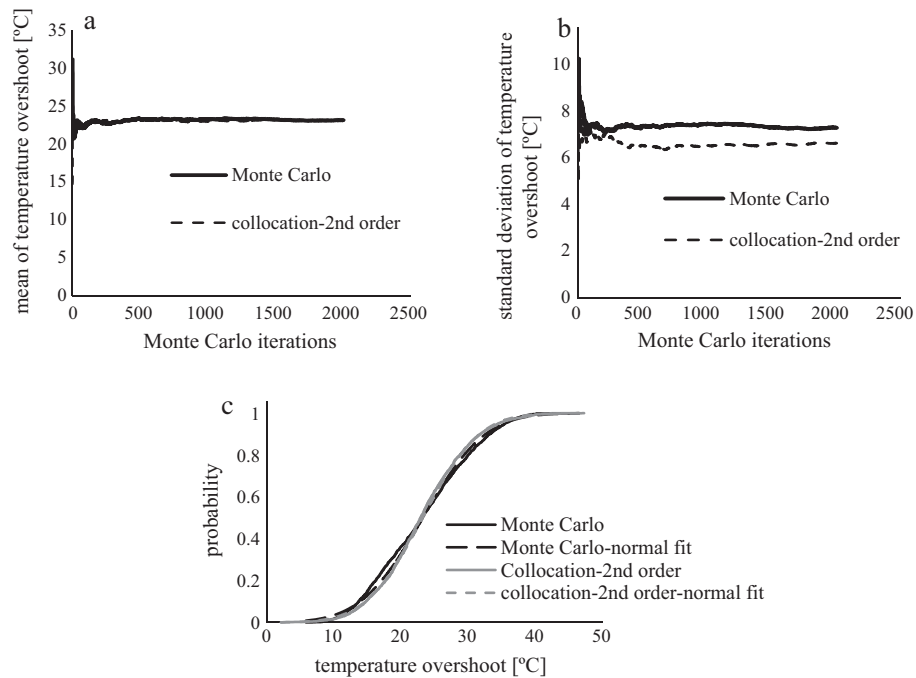 a
mean of temperature overshoot [ºC]
35
30
25
20
15
10
5
0
0 500 1000 1500 2000 2500
Monte Carlo iterations
Monte Carlo
collocation-2nd order
b
standard deviation of temperature
overshoot [ºC]
10
8
6
4
2
0
0 500 1000 1500 2000 2500
Monte Carlo iterations
Monte Carlo
collocation-2nd order
c
probability
1
0.8
0.6
0.4
0.2
0
0 10 20 30 40 50
temperature overshoot [ºC]
Monte Carlo
Monte Carlo-normal fit
Collocation-2nd order
collocation-2nd order-normal fit